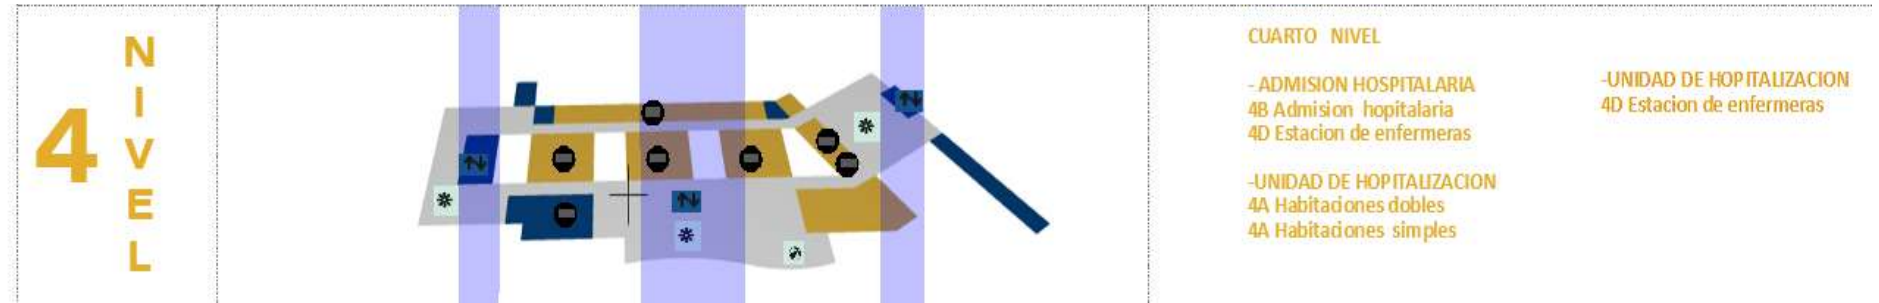 4
NIVEL
CUARTO NIVEL
- ADMISION HOSPITALARIA
4B Admision hopitalaria
4D Estacion de enfermeras
-UNIDAD DE HOPITALIZACION
4A Habitaciones dobles
4A Habitaciones simples
-UNIDAD DE HOPITALIZACION
4D Estacion de enfermeras